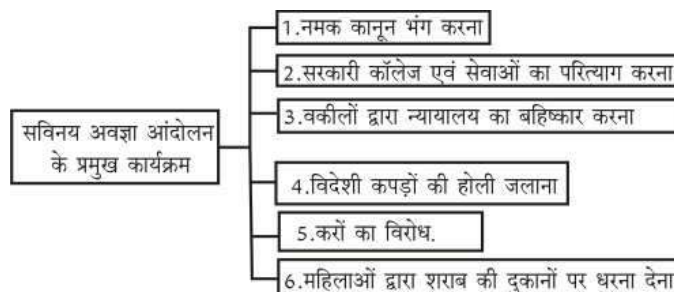 सविनय अवज्ञा आंदोलन
के प्रमुख कार्यक्रम
1.नमक कानून भंग करना
2.सरकारी कॉलेज एवं सेवाओं का परित्याग करना
3.वकीलों द्वारा न्यायालय का बहिष्कार करना
4.विदेशी कपड़ों की होली जलाना
5.करों का विरोध.
6.महिलाओं द्वारा शराब की दुकानों पर धरना देना